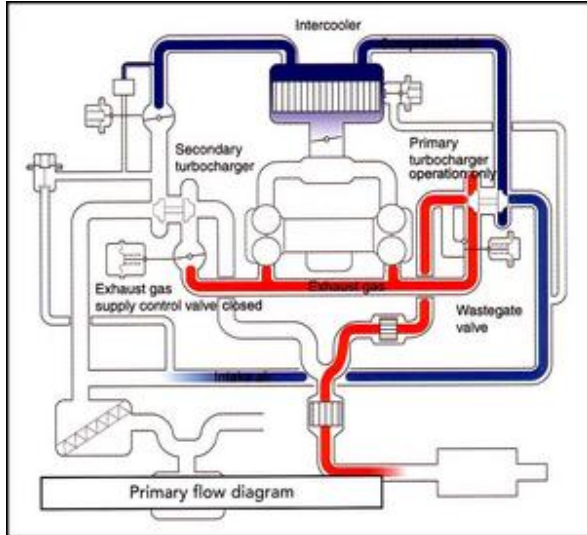 Intercooler
Secondary
turbocharger
Primary
turbocharger
operation only
Exhaust gas
supply control valve closed
Exhaust gas
Wastegate
valve
Intake air
Primary flow diagram